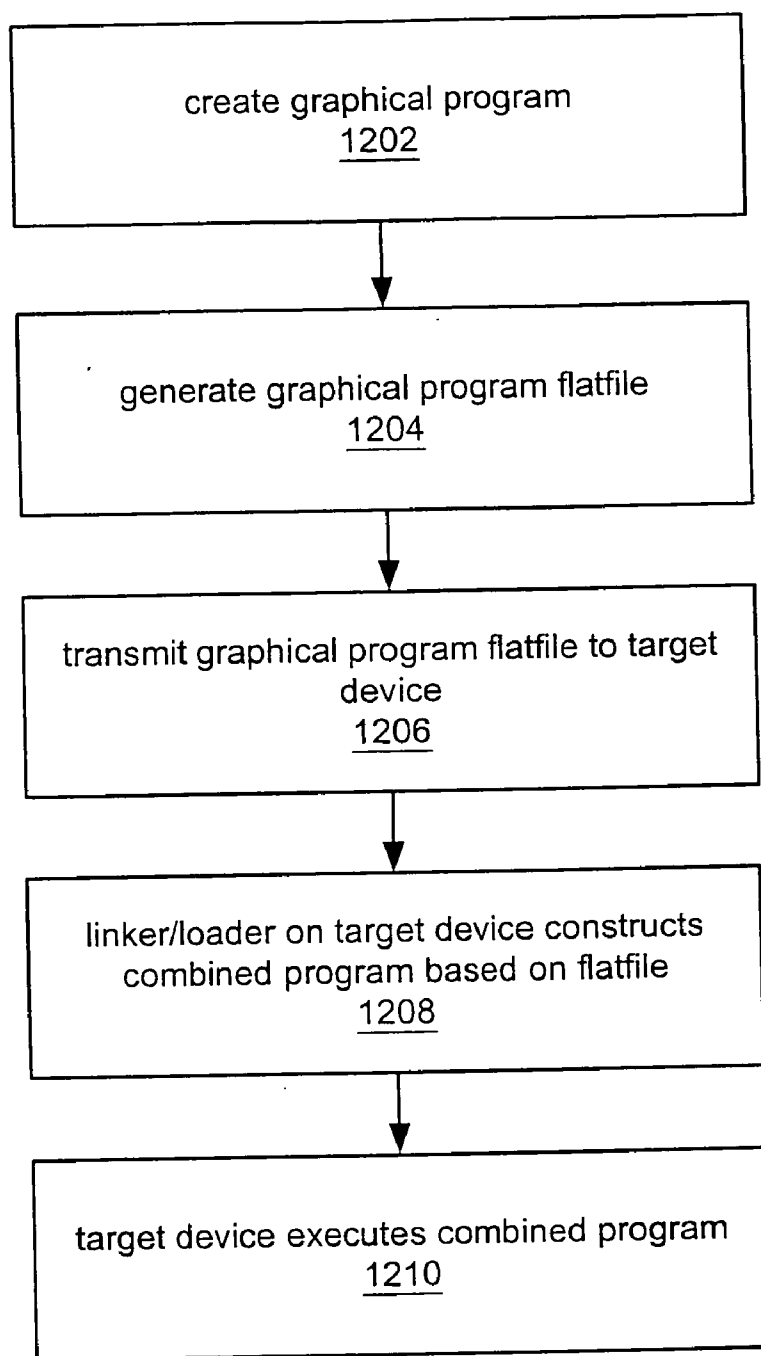 create graphical program
1202
generate graphical program flatfile
1204
transmit graphical program flatfile to target
device
1206
linker/loader on target device constructs
combined program based on flatfile
1208
target device executes combined program
1210